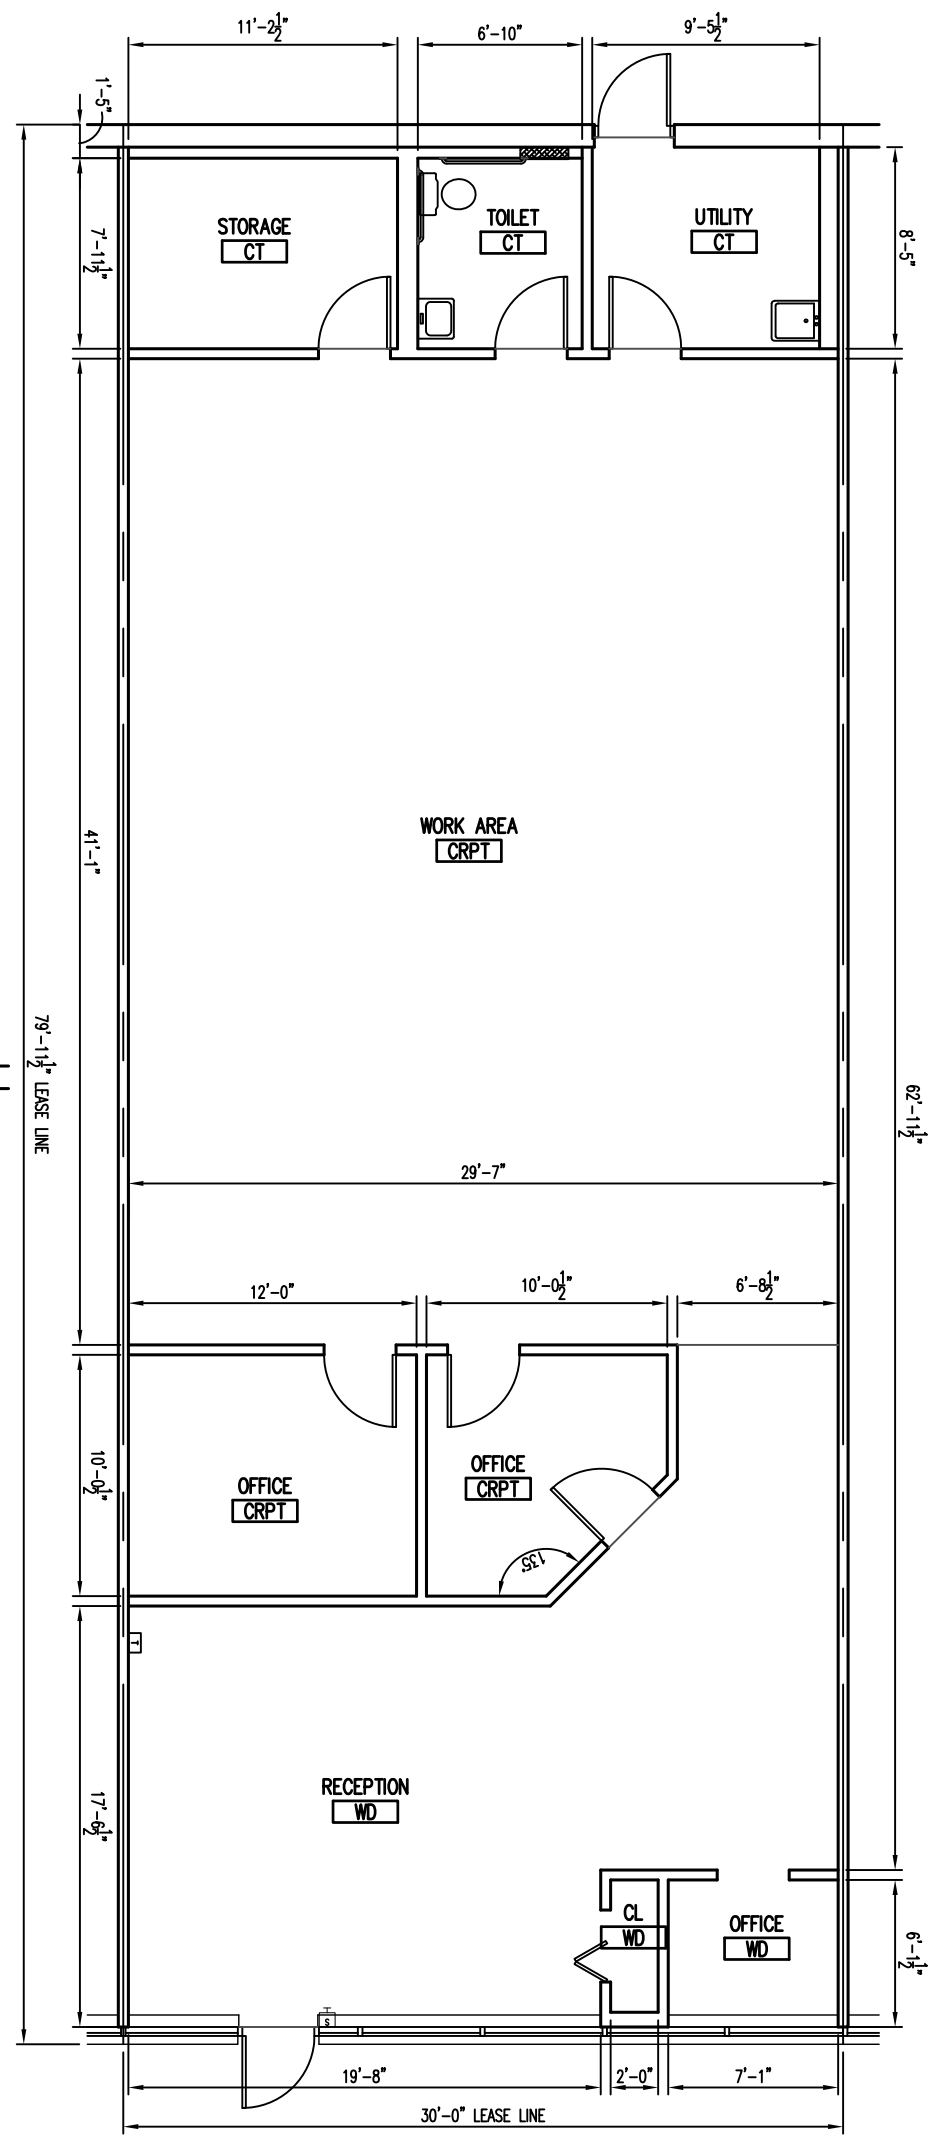 11'-2 1/2"
6'-10"
9'-5 1/2"
1'-5"
STORAGE
CT
TOILET
CT
UTILITY
CT
7'-11 1/2"
8'-5"
WORK AREA
CRPT
41'-1"
79'-11 1/2" LEASE LINE
62'-11 1/2"
29'-7"
12'-0"
10'-0 1/2"
6'-8 1/2"
OFFICE
CRPT
OFFICE
CRPT
10'-0 1/2"
135°
T
RECEPTION
WD
17'-6 1/2"
CL
WD
OFFICE
WD
6'-1 1/2"
S
19'-8"
2'-0"
7'-1"
30'-0" LEASE LINE